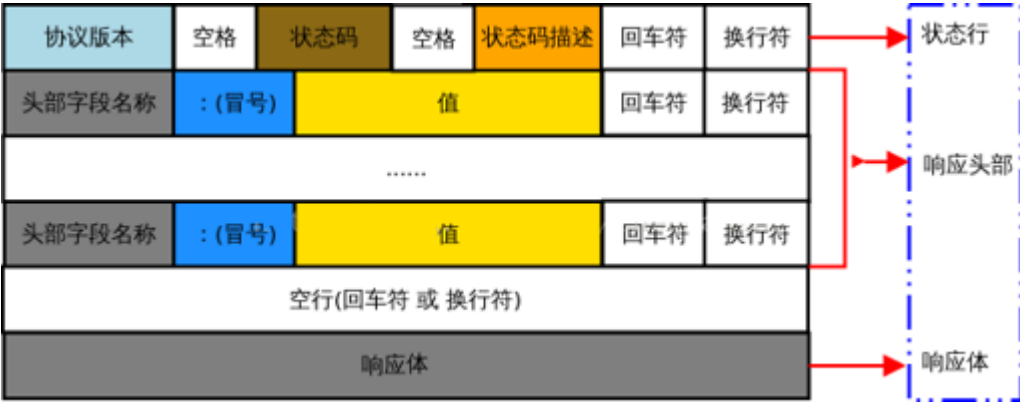 协议版本 空格 状态码 空格 状态码描述 回车符 换行符 状态行
头部字段名称 :(冒号) 值 回车符 换行符
...... 响应头部
头部字段名称 :(冒号) 值 回车符 换行符
空行(回车符 或 换行符)
响应体 响应体